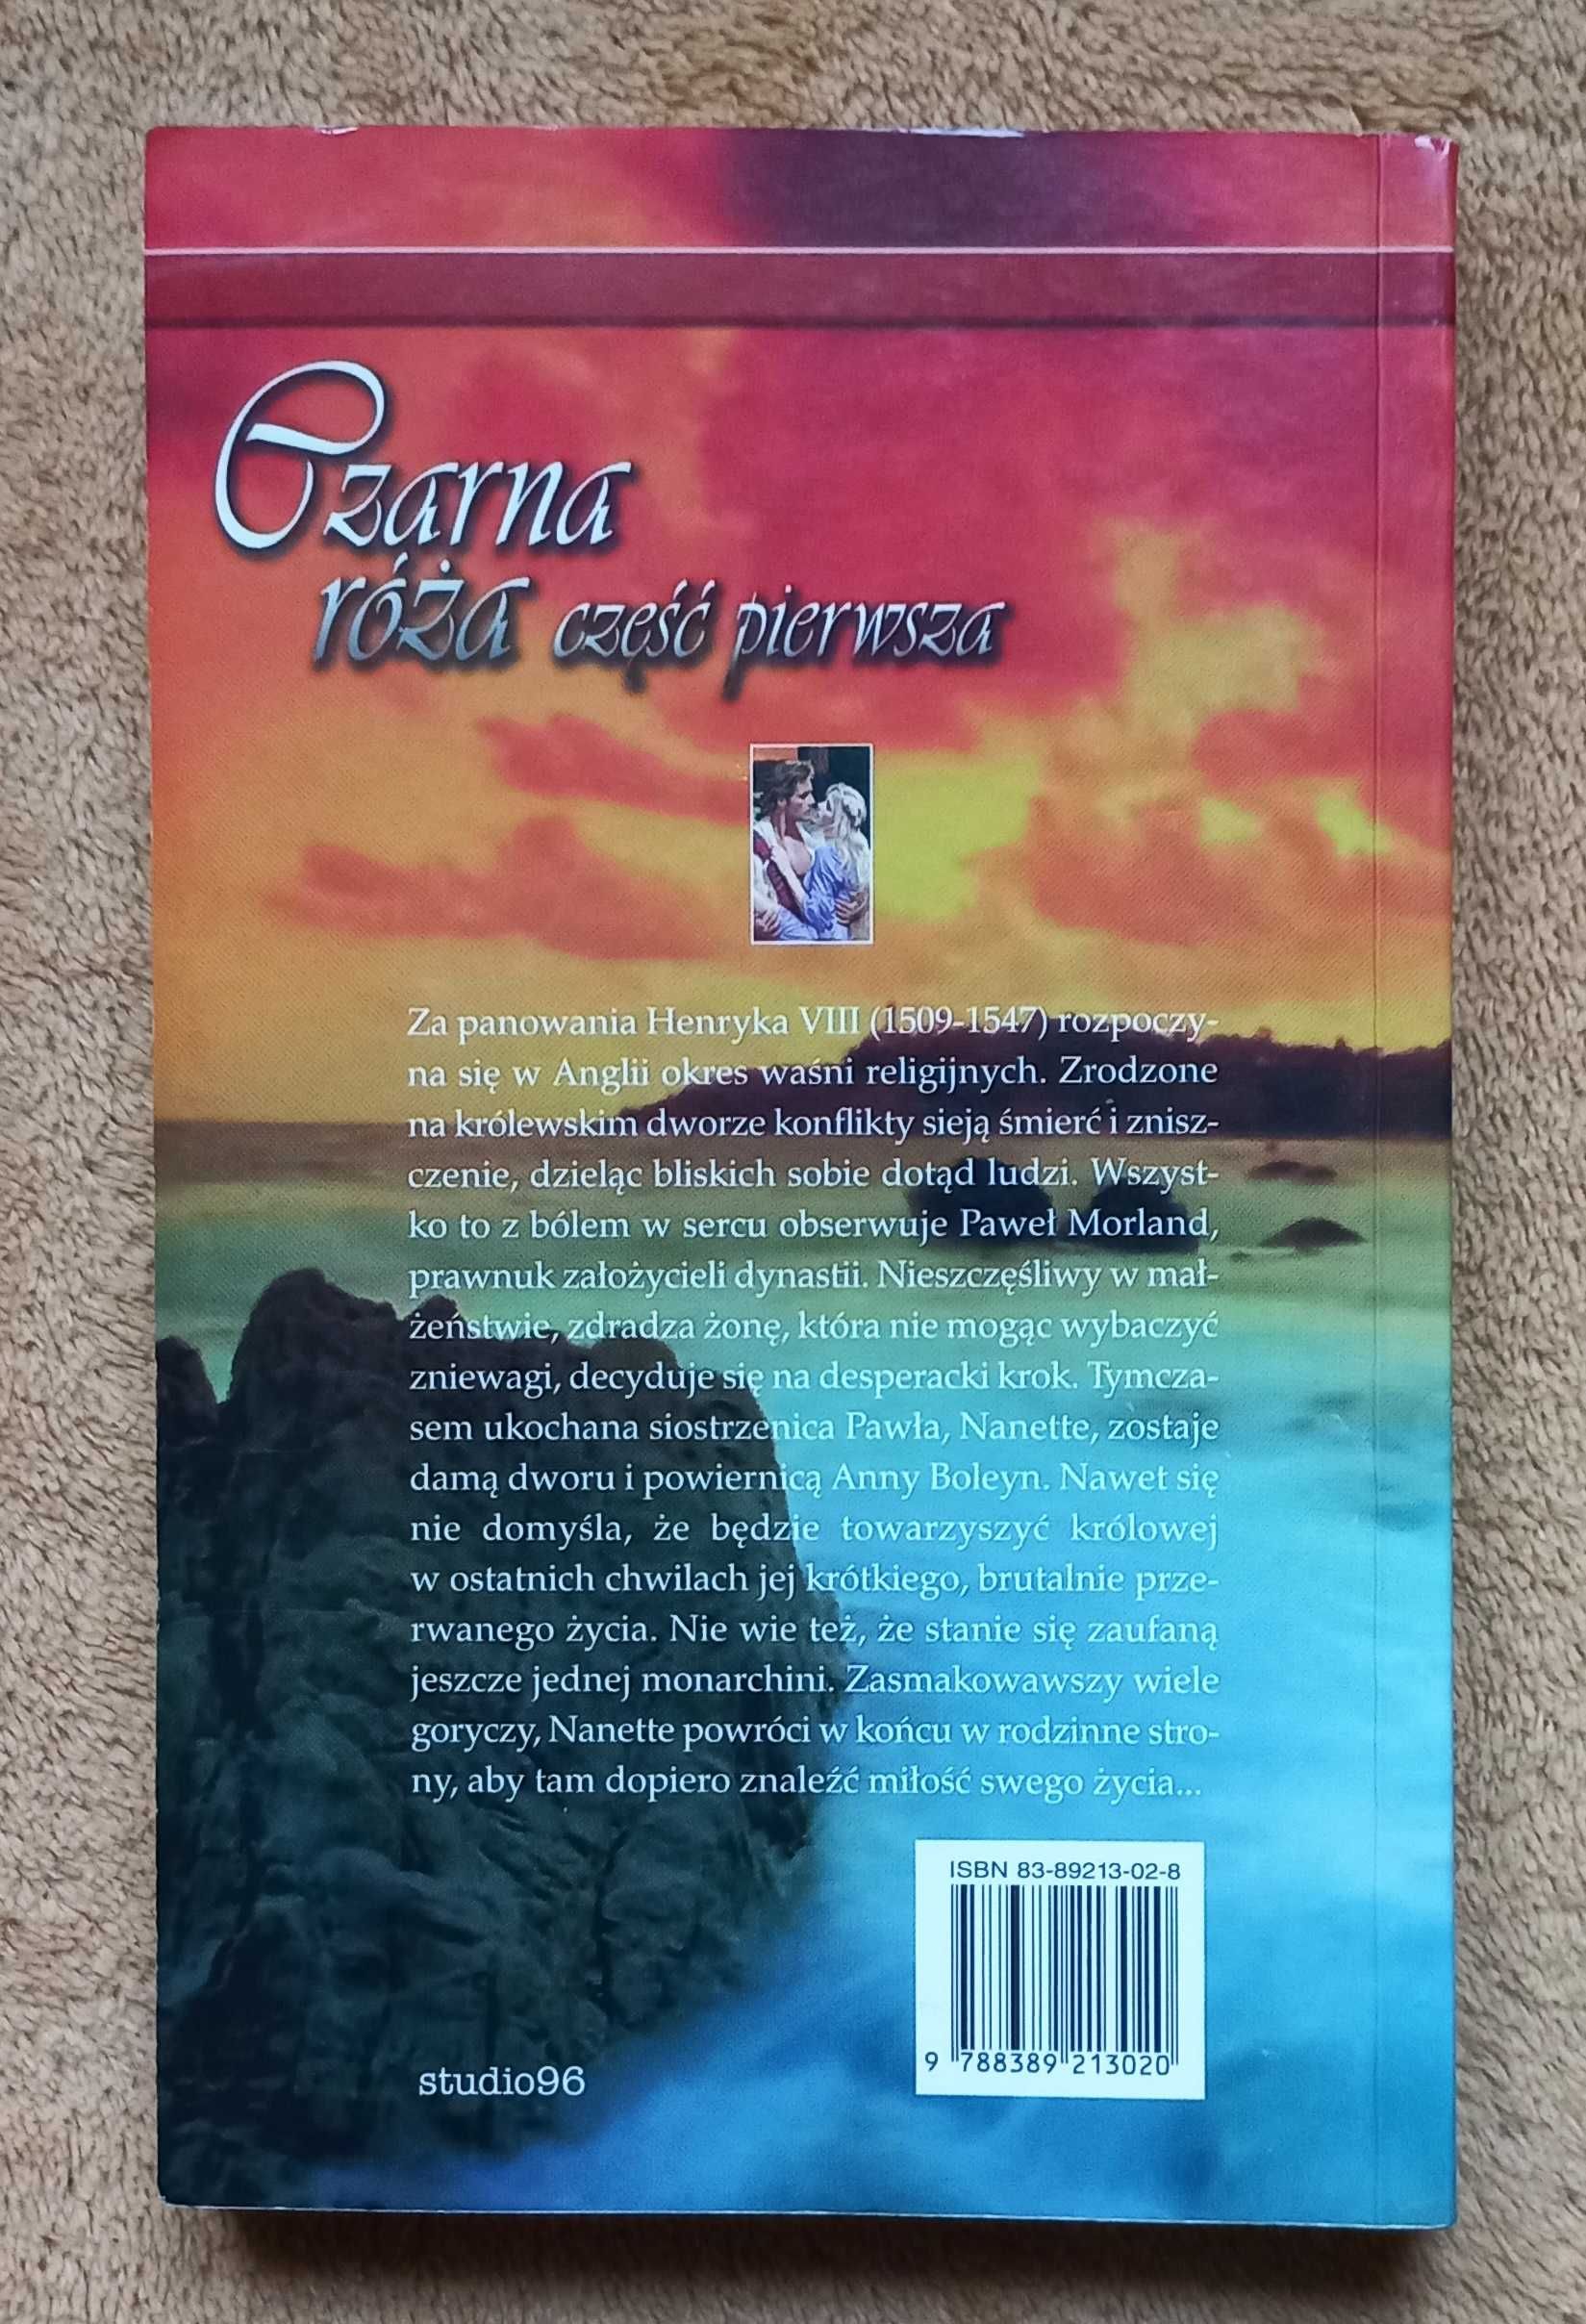 Czarna
róża część pierwsza
Za panowania Henryka VIII (1509-1547) rozpoczy-
na się w Anglii okres waśni religijnych. Zrodzone
na królewskim dworze konflikty sieją śmierć i znisz-
czenie, dzieląc bliskich sobie dotąd ludzi. Wszyst-
ko to z bólem w sercu obserwuje Paweł Morland,
prawnuk założycieli dynastii. Nieszczęśliwy w mał-
żeństwie, zdradza żonę, która nie mogąc wybaczyć
zniewagi, decyduje się na desperacki krok. Tymcza-
sem ukochana siostrzenica Pawła, Nanette, zostaje
damą dworu i powiernicą Anny Boleyn. Nawet się
nie domyśla, że będzie towarzyszyć królowej
w ostatnich chwilach jej krótkiego, brutalnie prze-
rwanego życia. Nie wie też, że stanie się zaufaną
jeszcze jednej monarchini. Zasmakowawszy wiele
goryczy, Nanette powróci w końcu w rodzinne stro-
ny, aby tam dopiero znaleźć miłość swego życia...
ISBN 83-89213-02-8
9 788389 213020
studio96